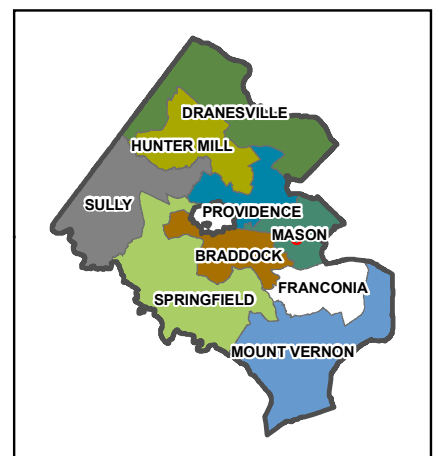 DRANESVILLE
HUNTER MILL
SULLY
PROVIDENCE
MASON
BRADDOCK
FRANCONIA
SPRINGFIELD
MOUNT VERNON